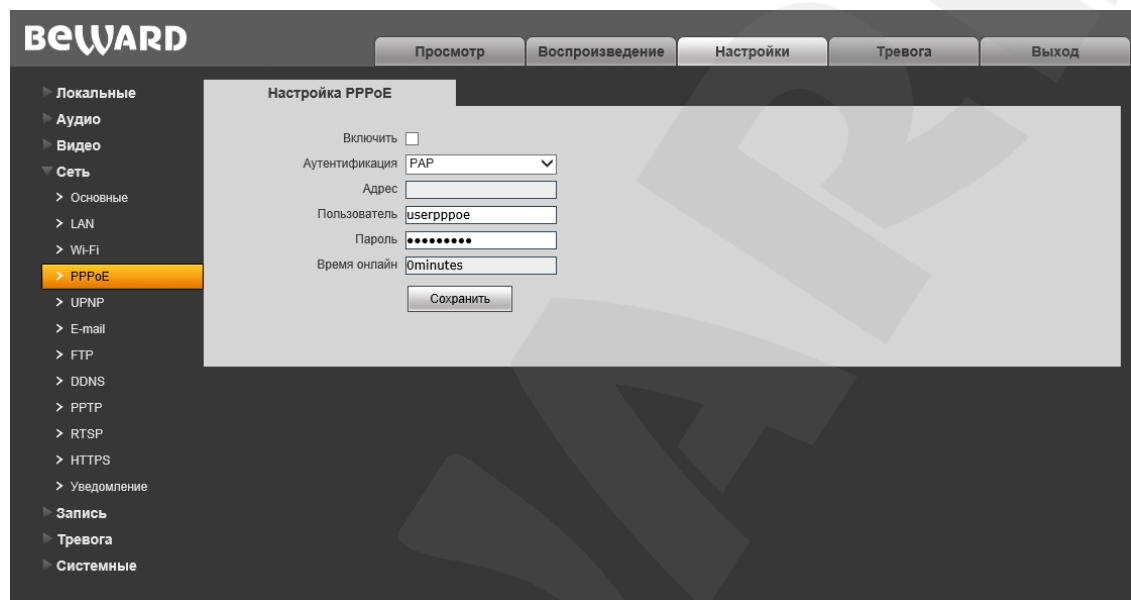 BEWARD
Просмотр
Воспроизведение
Настройки
Тревога
Выход
Локальные
Аудио
Видео
Сеть
Основные
LAN
Wi-Fi
PPPoE
UPNP
E-mail
FTP
DDNS
PPTP
RTSP
HTTPS
Уведомление
Запись
Тревога
Системные
Настройка PPPoE
Включить
Аутентификация PAP
Адрес
Пользователь userpppoe
Пароль •••••••••
Время онлайн 0minutes
Сохранить